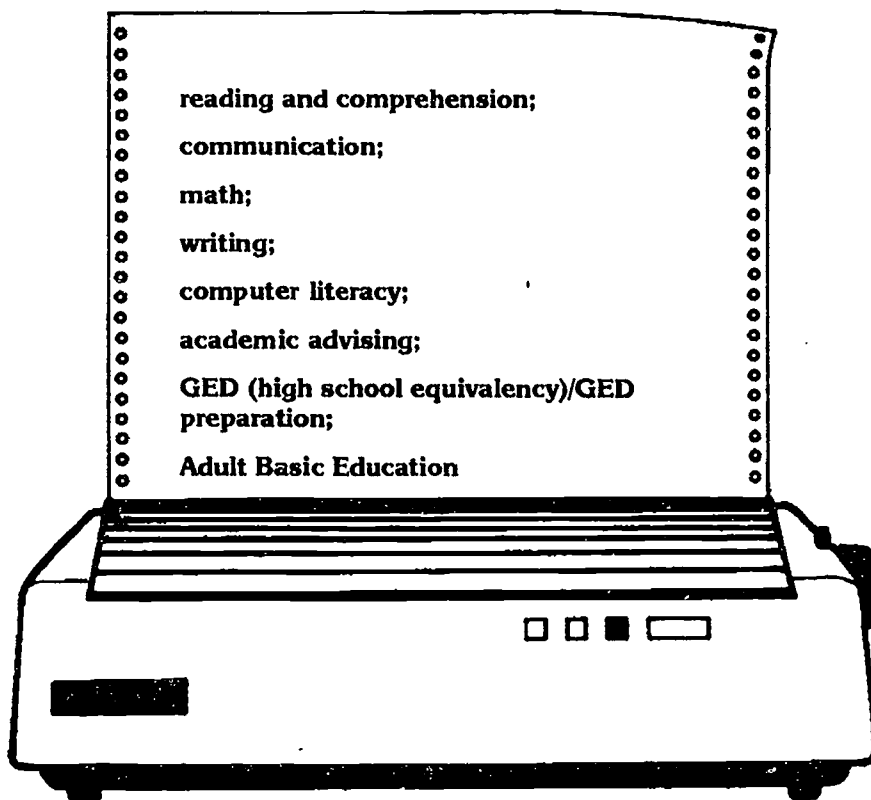 reading and comprehension;
communication;
math;
writing;
computer literacy;
academic advising;
GED (high school equivalency)/GED
preparation;
Adult Basic Education